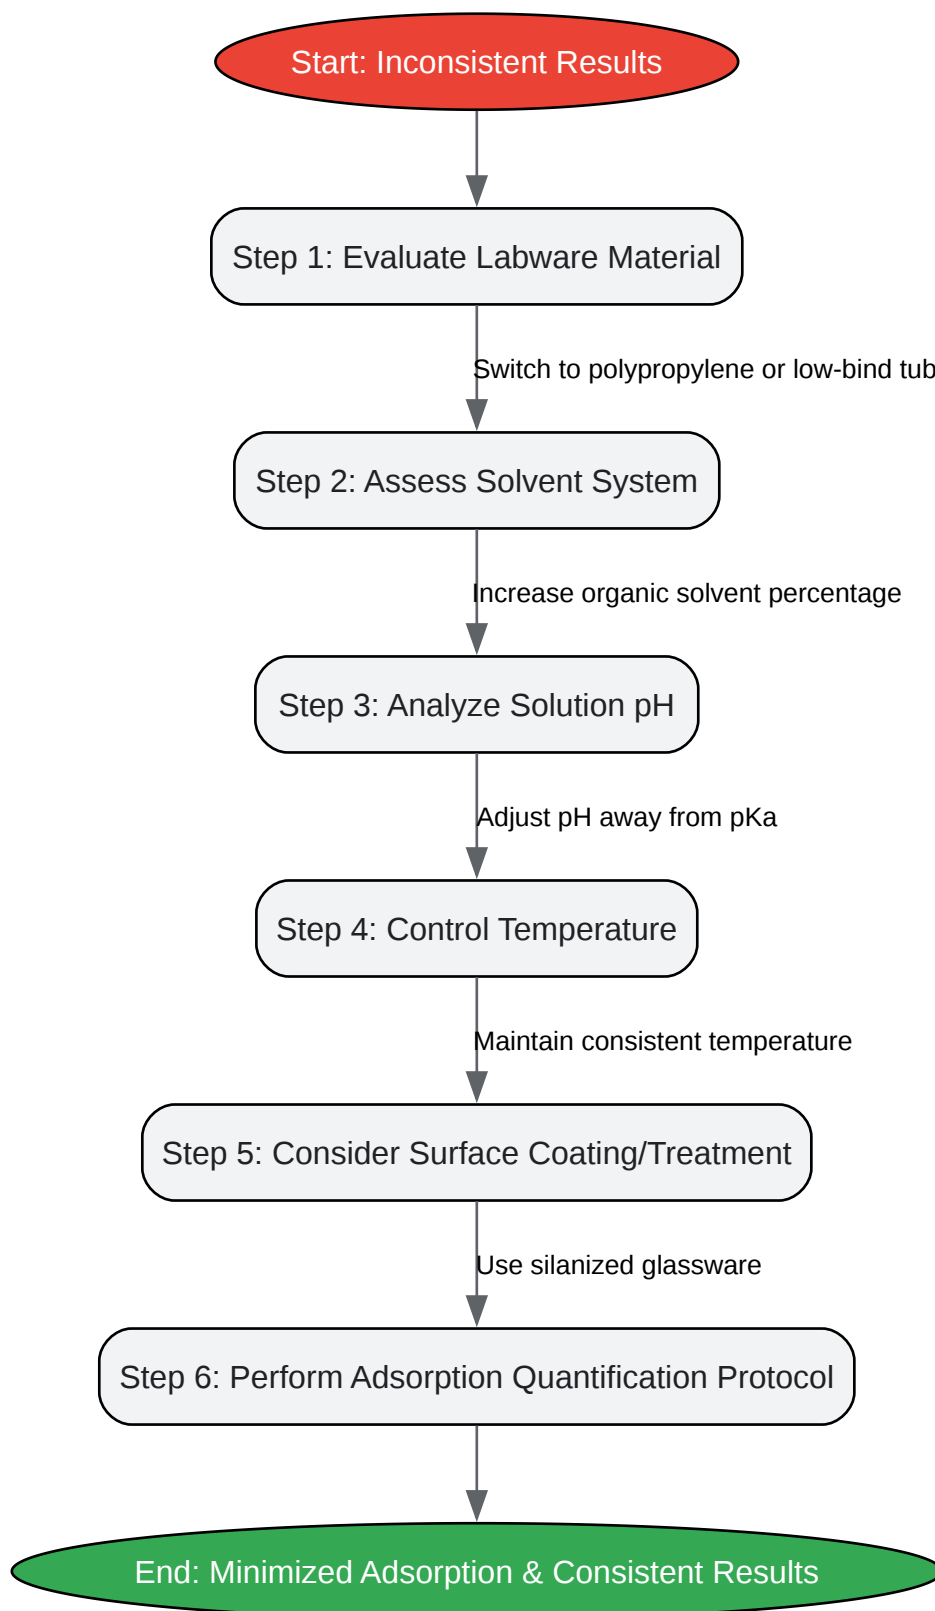 Start: Inconsistent Results
Step 1: Evaluate Labware Material
Switch to polypropylene or low-bind tub
Step 2: Assess Solvent System
Increase organic solvent percentage
Step 3: Analyze Solution pH
Adjust pH away from pKa
Step 4: Control Temperature
Maintain consistent temperature
Step 5: Consider Surface Coating/Treatment
Use silanized glassware
Step 6: Perform Adsorption Quantification Protocol
End: Minimized Adsorption & Consistent Results